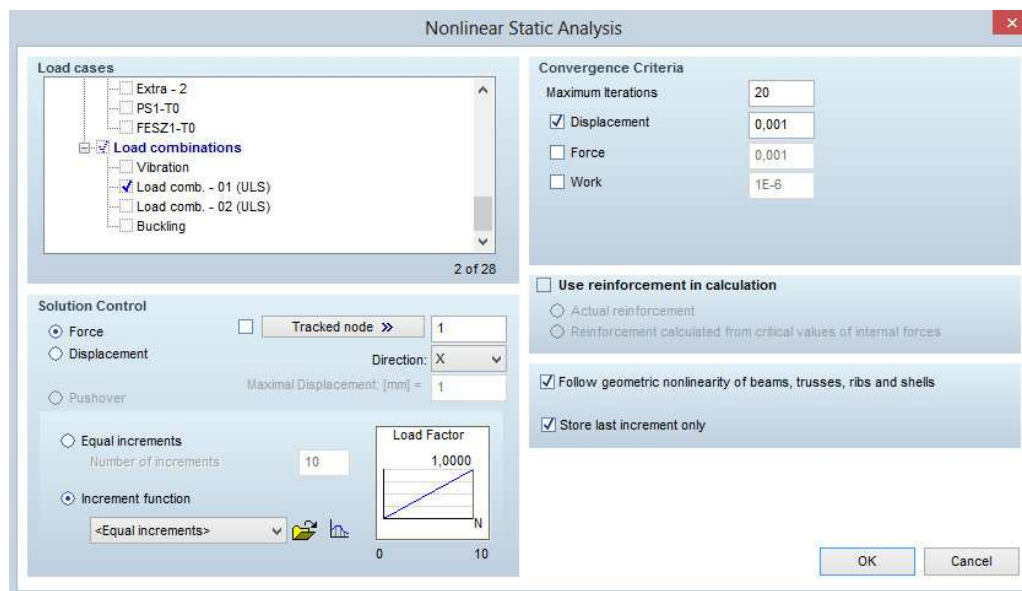 Nonlinear Static Analysis
Load cases
Extra - 2
PS1-T0
FESZ1-T0
Load combinations
Vibration
Load comb. - 01 (ULS)
Load comb. - 02 (ULS)
Buckling
2 of 28
Solution Control
Force
Tracked node »
1
Displacement
Direction: X
Maximal Displacement: [mm] = 1
Pushover
Equal increments
Number of increments 10
Increment function
<Equal increments>
Load Factor
1,0000
N
0 10
Convergence Criteria
Maximum Iterations 20
Displacement 0,001
Force 0,001
Work 1E-6
Use reinforcement in calculation
Actual reinforcement
Reinforcement calculated from critical values of internal forces
Follow geometric nonlinearity of beams, trusses, ribs and shells
Store last increment only
OK Cancel